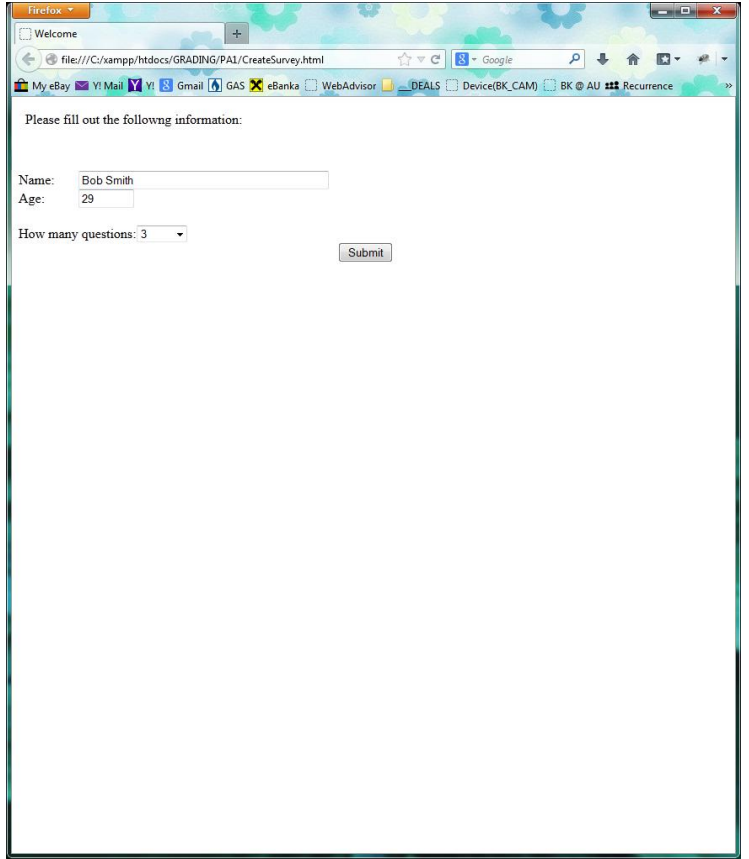 Firefox
Welcome
file:///C:/xampp/htdocs/GRADING/PA1/CreateSurvey.html
Google
My eBay Y! Mail Y! Gmail GAS eBanka WebAdvisor __DEALS Device(BK_CAM) BK @ AU Recurrence »
Please fill out the followng information:
Name: Bob Smith
Age: 29
How many questions: 3
Submit